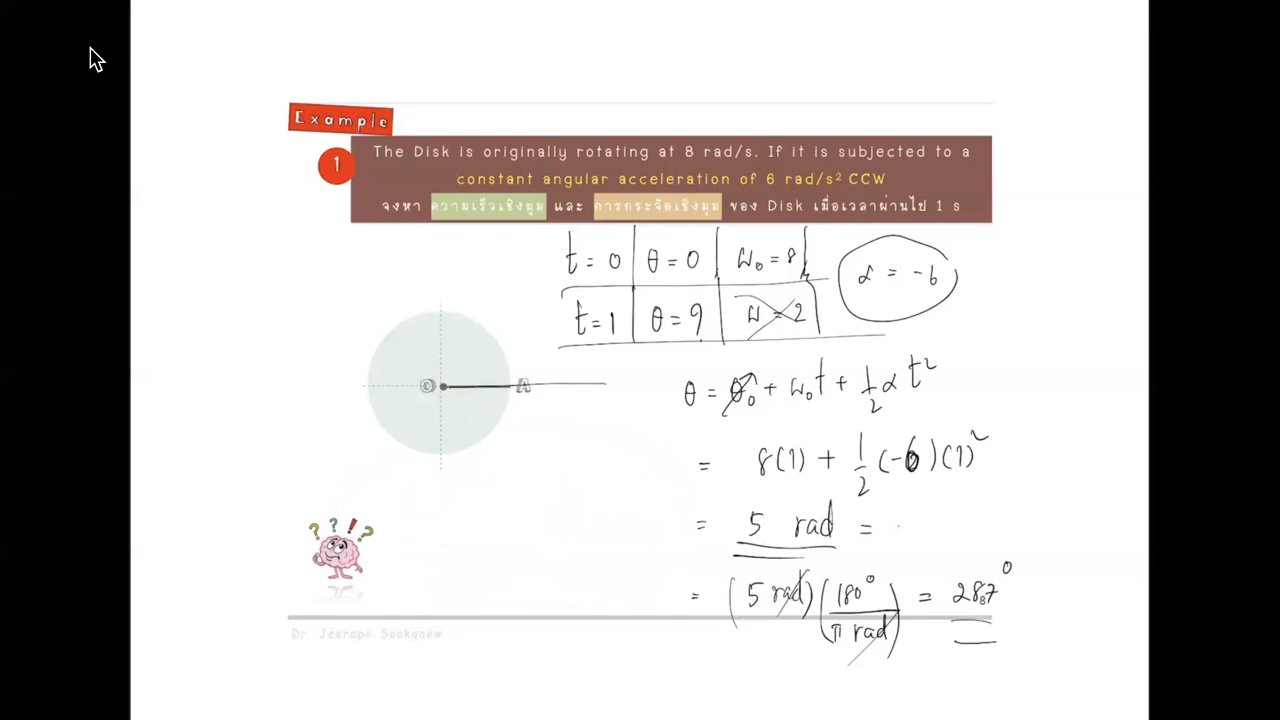 Example
1
The Disk is originally rotating at 8 rad/s. If it is subjected to a
constant angular acceleration of 6 rad/s² CCW
จงหา ความเร็วเชิงมุม และ การกระจัดเชิงมุม ของ Disk เมื่อเวลาผ่านไป 1 s
t = 0 θ = 0 ω₀ = 8
α = -6
t = 1 θ = ? ω = 2
O A
θ = θ₀ + ω₀t + 1/2 α t²
= 8(1) + 1/2 (-6)(1)²
= 5 rad =
= (5 rad) (180° / π rad) = 287°
? ? ! ?
Dr Jeerapa Sookgaew